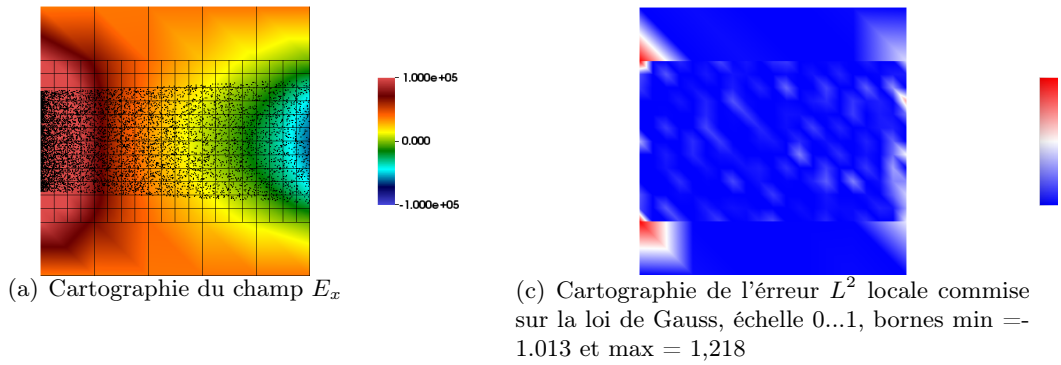 1.000e+05
0.000
-1.000e+05
(a) Cartographie du champ $E_x$
(c) Cartographie de l'érreur $L^2$ locale commise
sur la loi de Gauss, échelle 0...1, bornes min =-
1.013 et max = 1,218